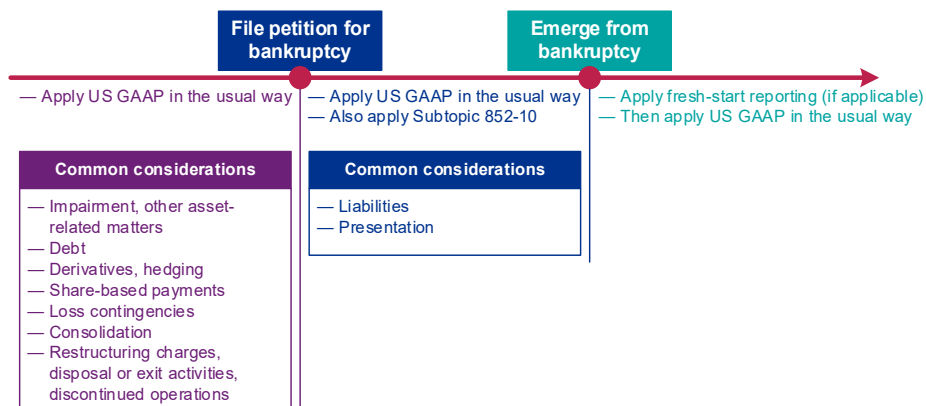 File petition for
bankruptcy
Emerge from
bankruptcy
— Apply US GAAP in the usual way
— Apply US GAAP in the usual way
— Also apply Subtopic 852-10
— Apply fresh-start reporting (if applicable)
— Then apply US GAAP in the usual way
Common considerations
— Impairment, other asset-
related matters
— Debt
— Derivatives, hedging
— Share-based payments
— Loss contingencies
— Consolidation
— Restructuring charges,
disposal or exit activities,
discontinued operations
Common considerations
— Liabilities
— Presentation